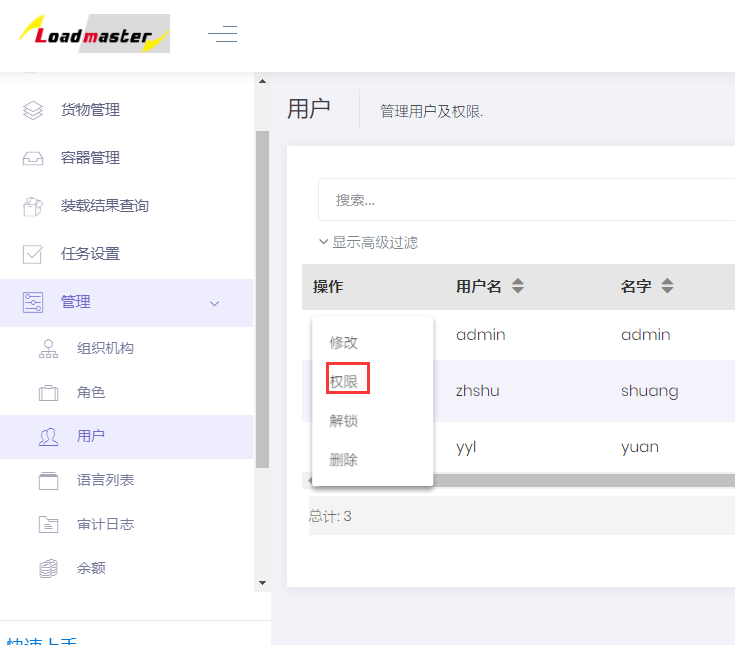 Loadmaster
货物管理
容器管理
装载结果查询
任务设置
管理
组织机构
角色
用户
语言列表
审计日志
余额
快速上手
用户
管理用户及权限.
搜索...
显示高级过滤
操作 用户名 名字
修改
权限
解锁
删除
admin admin
zhshu shuang
yyl yuan
总计: 3